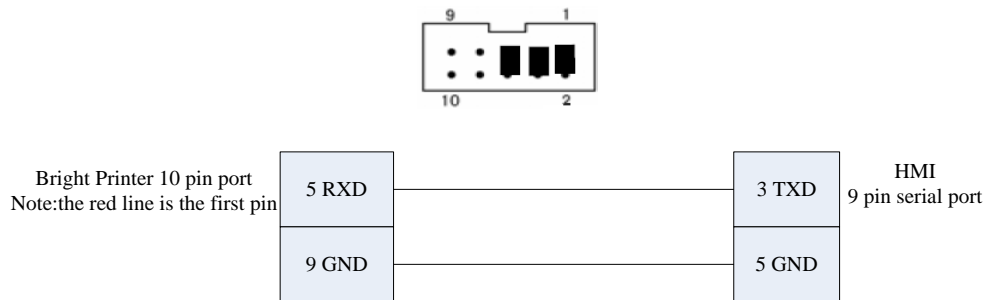 9 1
10 2
Bright Printer 10 pin port
Note:the red line is the first pin
5 RXD
3 TXD
HMI
9 pin serial port
9 GND
5 GND